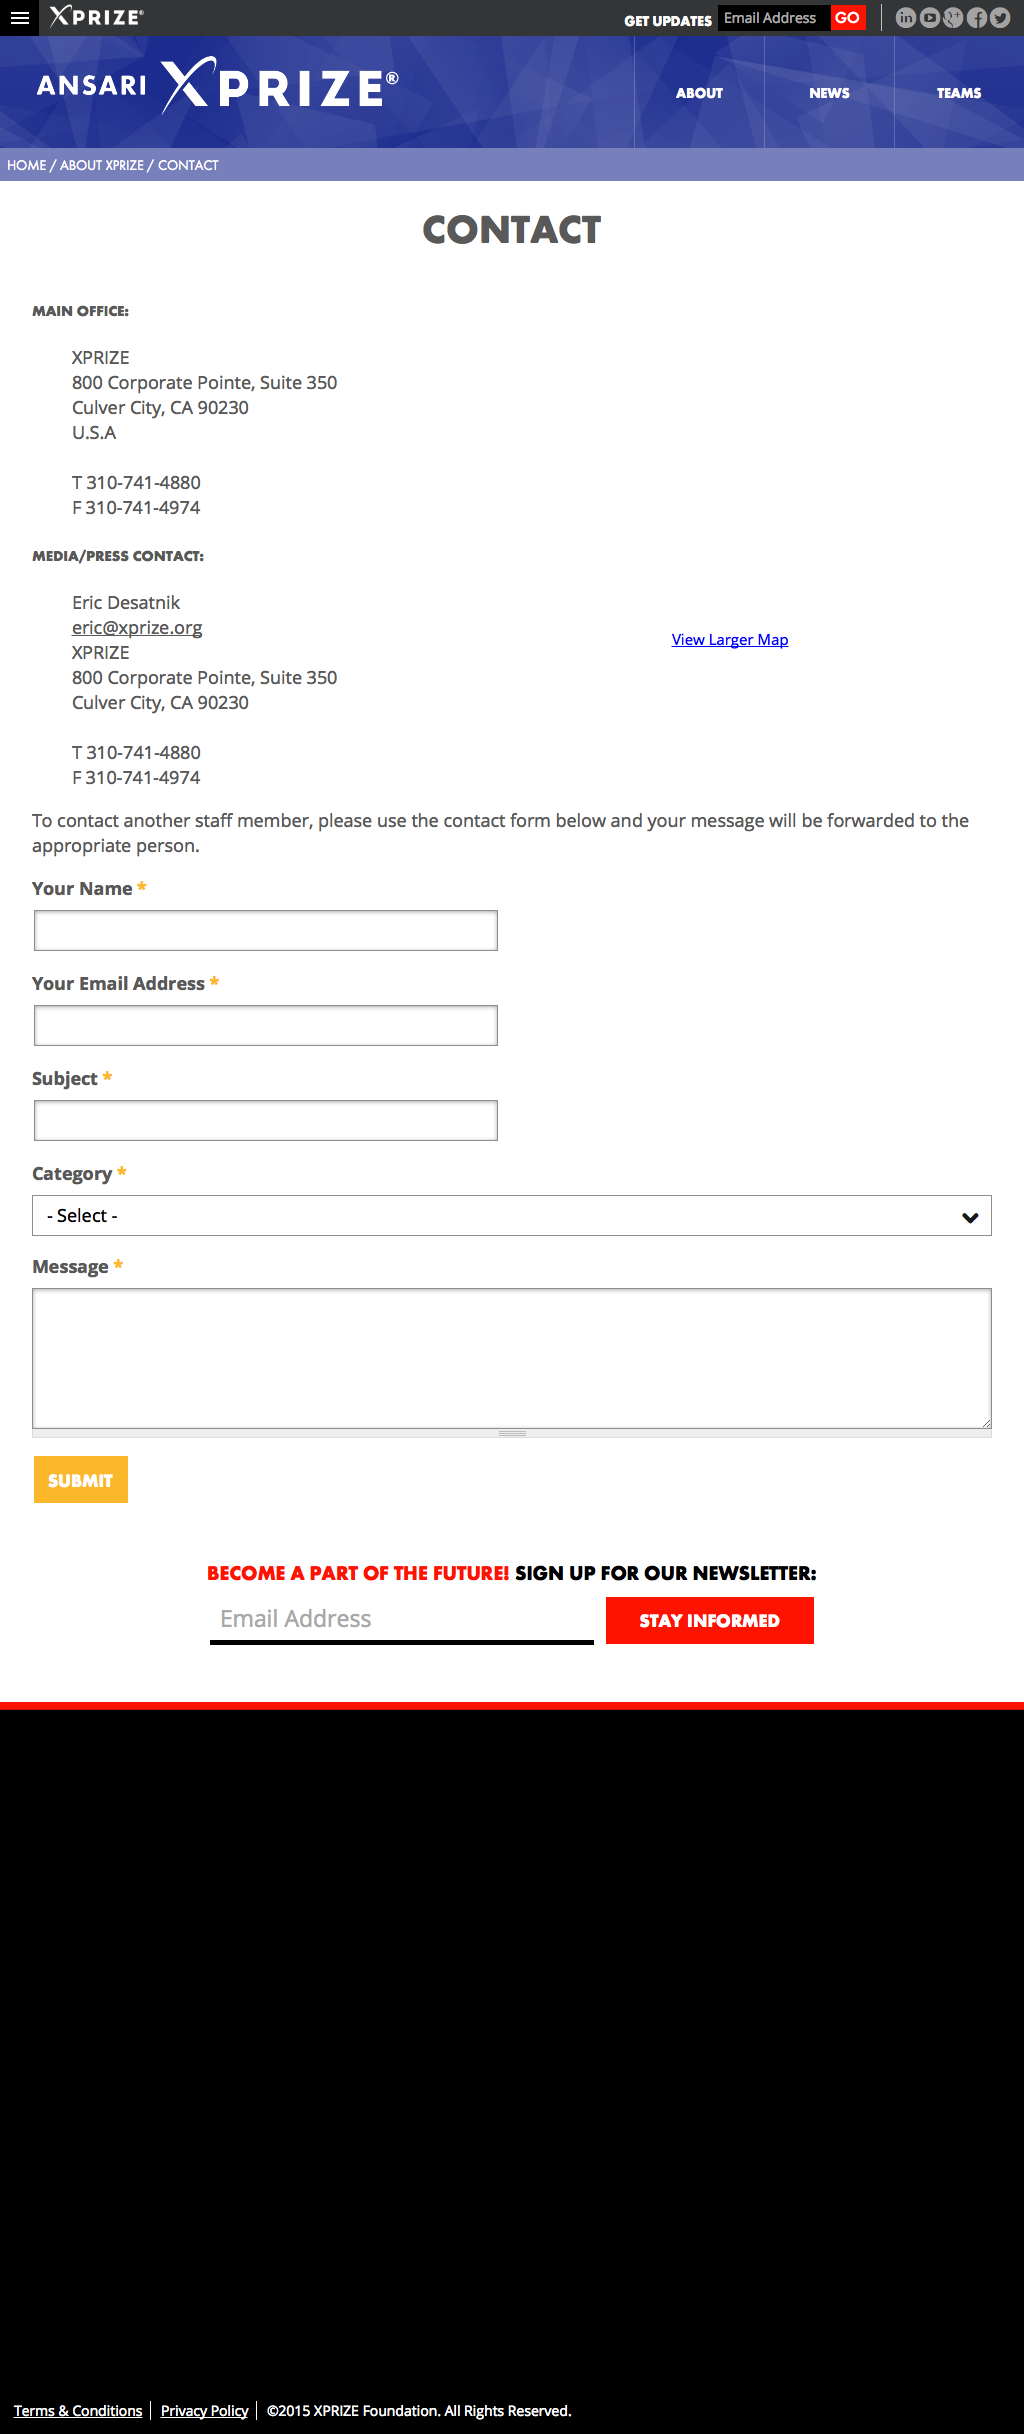 XPRIZE®
GET UPDATES Email Address GO
ANSARI XPRIZE®
ABOUT NEWS TEAMS
HOME / ABOUT XPRIZE / CONTACT
CONTACT
MAIN OFFICE:
XPRIZE
800 Corporate Pointe, Suite 350
Culver City, CA 90230
U.S.A
T 310-741-4880
F 310-741-4974
MEDIA/PRESS CONTACT:
Eric Desatnik
eric@xprize.org
View Larger Map
XPRIZE
800 Corporate Pointe, Suite 350
Culver City, CA 90230
T 310-741-4880
F 310-741-4974
To contact another staff member, please use the contact form below and your message will be forwarded to the
appropriate person.
Your Name *
Your Email Address *
Subject *
Category *
- Select -
Message *
SUBMIT
BECOME A PART OF THE FUTURE! SIGN UP FOR OUR NEWSLETTER:
Email Address STAY INFORMED
Terms & Conditions Privacy Policy ©2015 XPRIZE Foundation. All Rights Reserved.